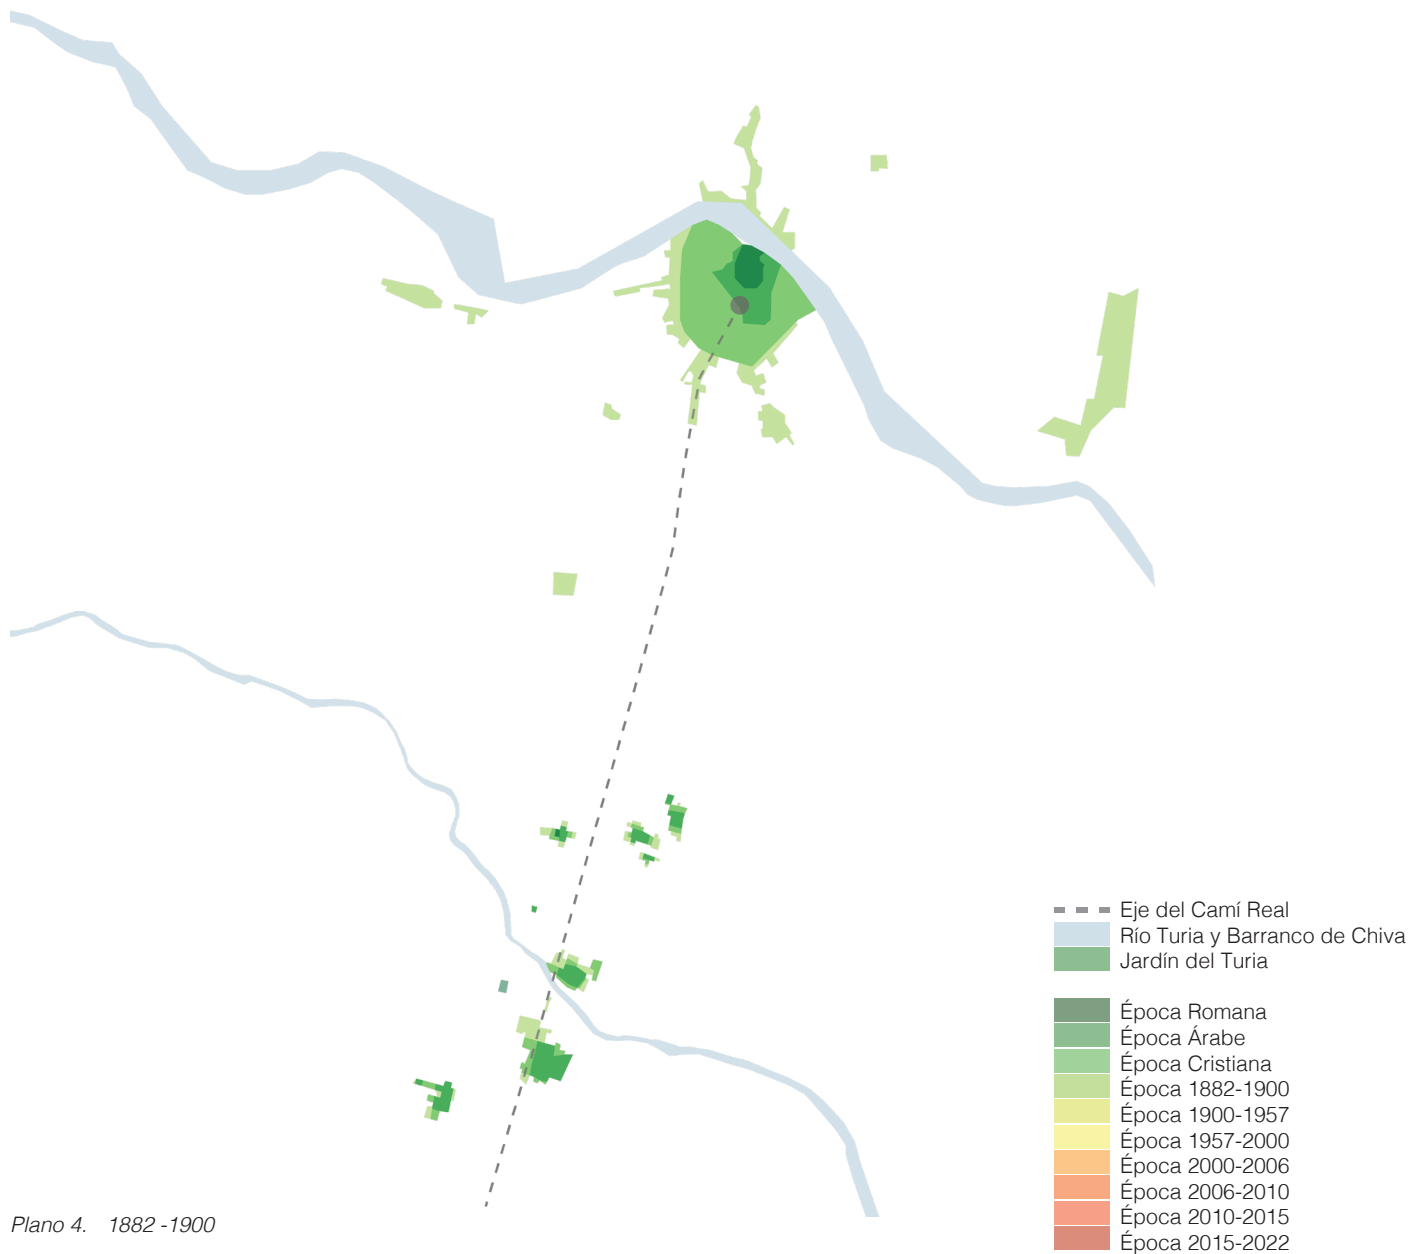 Eje del Camí Real
Río Turia y Barranco de Chiva
Jardín del Turia
Época Romana
Época Árabe
Época Cristiana
Época 1882-1900
Época 1900-1957
Época 1957-2000
Época 2000-2006
Época 2006-2010
Época 2010-2015
Época 2015-2022
Plano 4. 1882 -1900